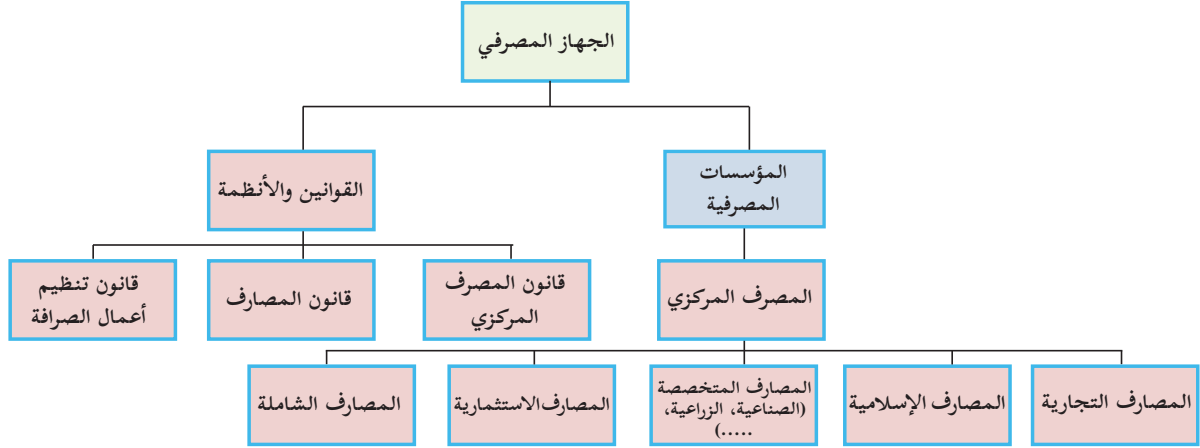 الجهاز المصرفي
المؤسسات
المصرفية
القوانين والأنظمة
المصرف المركزي
قانون المصرف
المركزي
قانون المصارف
قانون تنظيم
أعمال الصرافة
المصارف التجارية
المصارف الإسلامية
المصارف المتخصصة
(الصناعية، الزراعية،
.....)
المصارف الاستثمارية
المصارف الشاملة